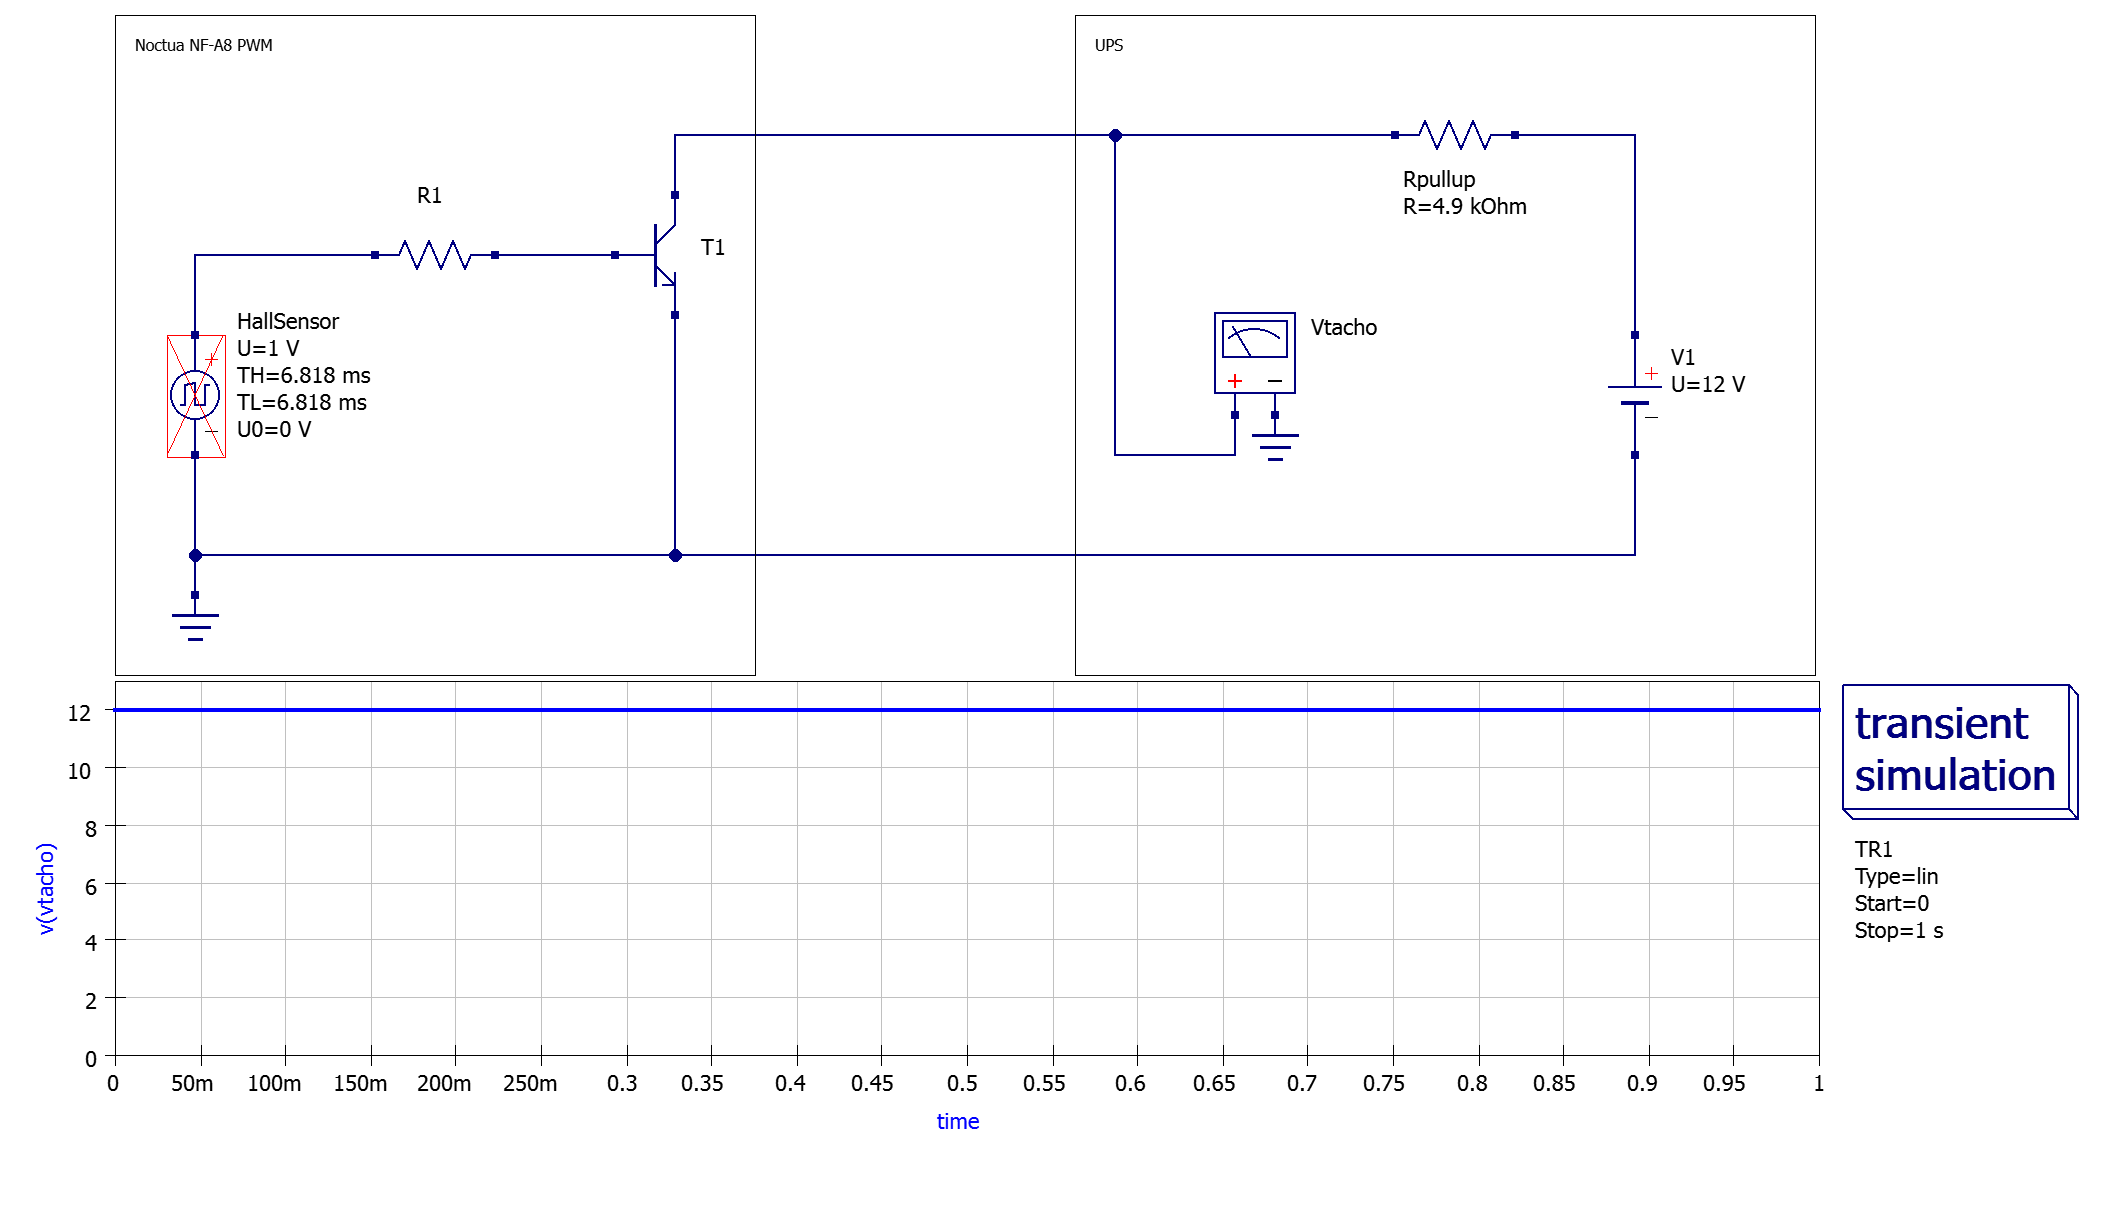 Noctua NF-A8 PWM
UPS
R1
T1
HallSensor
U=1 V
TH=6.818 ms
TL=6.818 ms
U0=0 V
Rpullup
R=4.9 kOhm
Vtacho
V1
U=12 V
12
10
8
6
4
2
0
v(vtacho)
0 50m 100m 150m 200m 250m 0.3 0.35 0.4 0.45 0.5 0.55 0.6 0.65 0.7 0.75 0.8 0.85 0.9 0.95 1
time
transient
simulation
TR1
Type=lin
Start=0
Stop=1 s